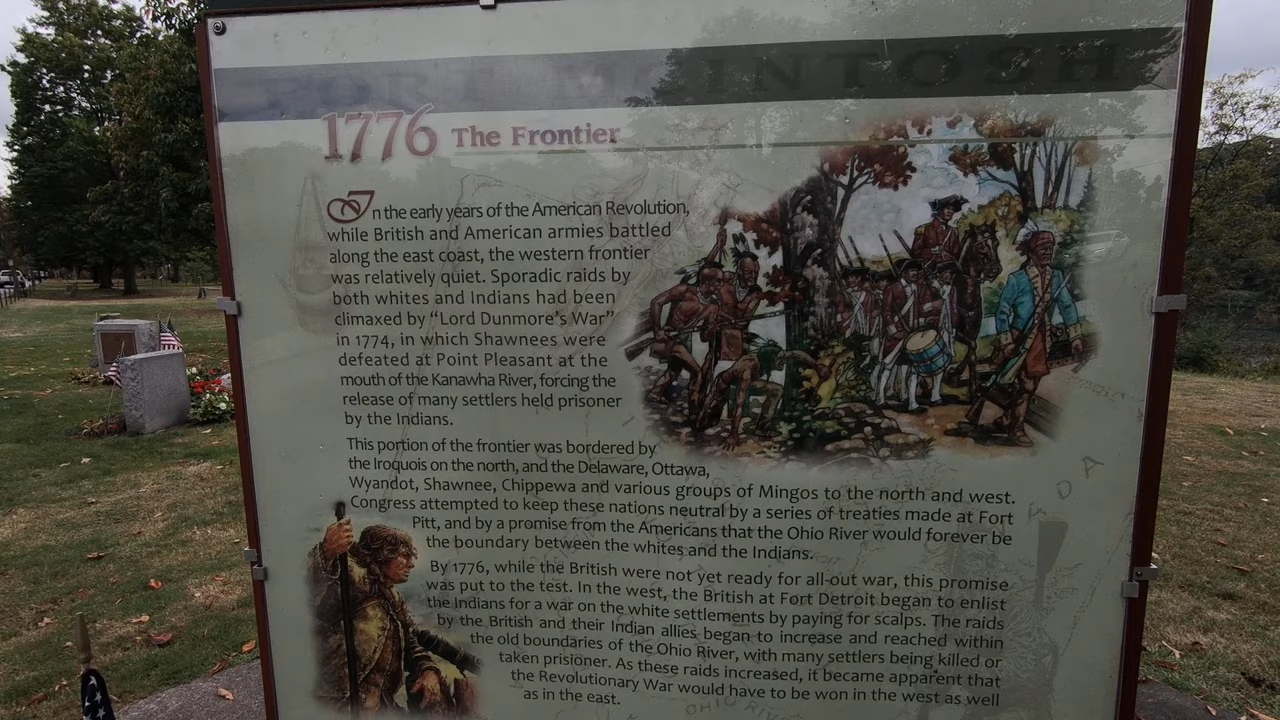 FORT McINTOSH
1776 The Frontier
In the early years of the American Revolution,
while British and American armies battled
along the east coast, the western frontier
was relatively quiet. Sporadic raids by
both whites and Indians had been
climaxed by “Lord Dunmore's War”
in 1774, in which Shawnees were
defeated at Point Pleasant at the
mouth of the Kanawha River, forcing the
release of many settlers held prisoner
by the Indians.
This portion of the frontier was bordered by
the Iroquois on the north, and the Delaware, Ottawa,
Wyandot, Shawnee, Chippewa and various groups of Mingos to the north and west.
Congress attempted to keep these nations neutral by a series of treaties made at Fort
Pitt, and by a promise from the Americans that the Ohio River would forever be
the boundary between the whites and the Indians.
By 1776, while the British were not yet ready for all-out war, this promise
was put to the test. In the west, the British at Fort Detroit began to enlist
the Indians for a war on the white settlements by paying for scalps. The raids
by the British and their Indian allies began to increase and reached within
the old boundaries of the Ohio River, with many settlers being killed or
taken prisoner. As these raids increased, it became apparent that
the Revolutionary War would have to be won in the west as well
as in the east.
OHIO RIVER